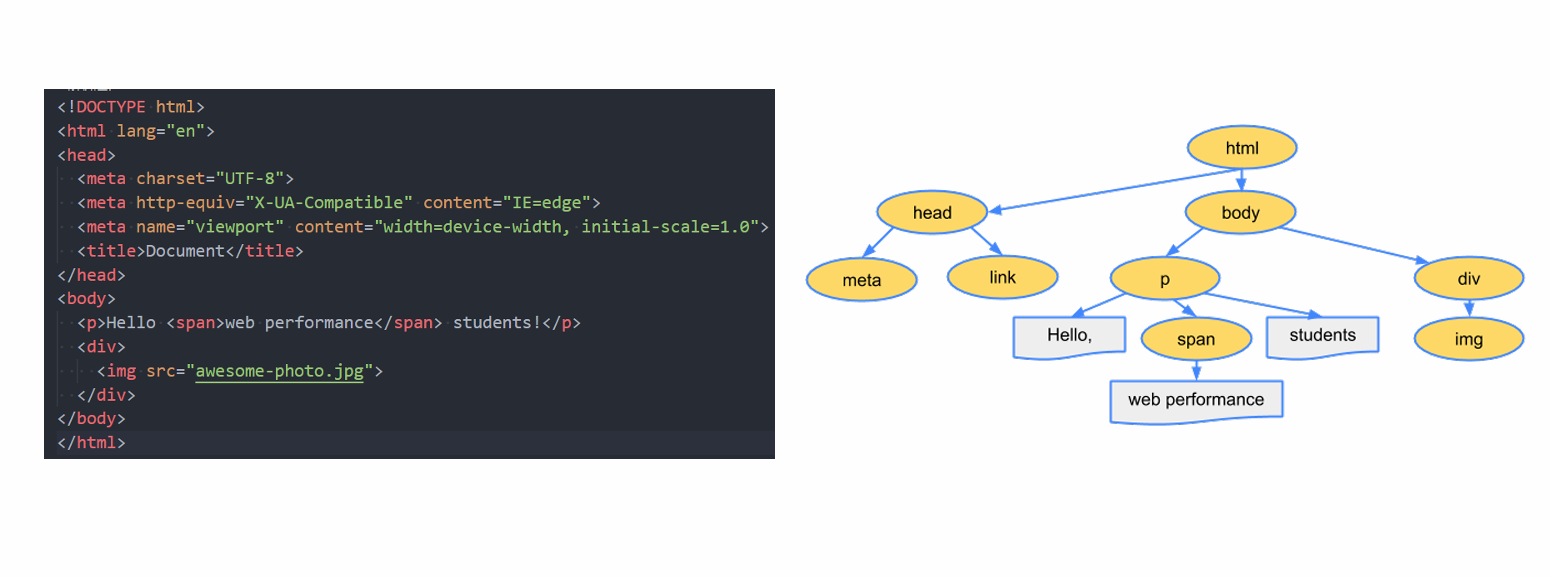 <!DOCTYPE html>
<html lang="en">
<head>
<meta charset="UTF-8">
<meta http-equiv="X-UA-Compatible" content="IE=edge">
<meta name="viewport" content="width=device-width, initial-scale=1.0">
<title>Document</title>
</head>
<body>
<p>Hello <span>web performance</span> students!</p>
<div>
<img src="awesome-photo.jpg">
</div>
</body>
</html>
html
head
body
meta
link
p
div
Hello,
span
students
img
web performance